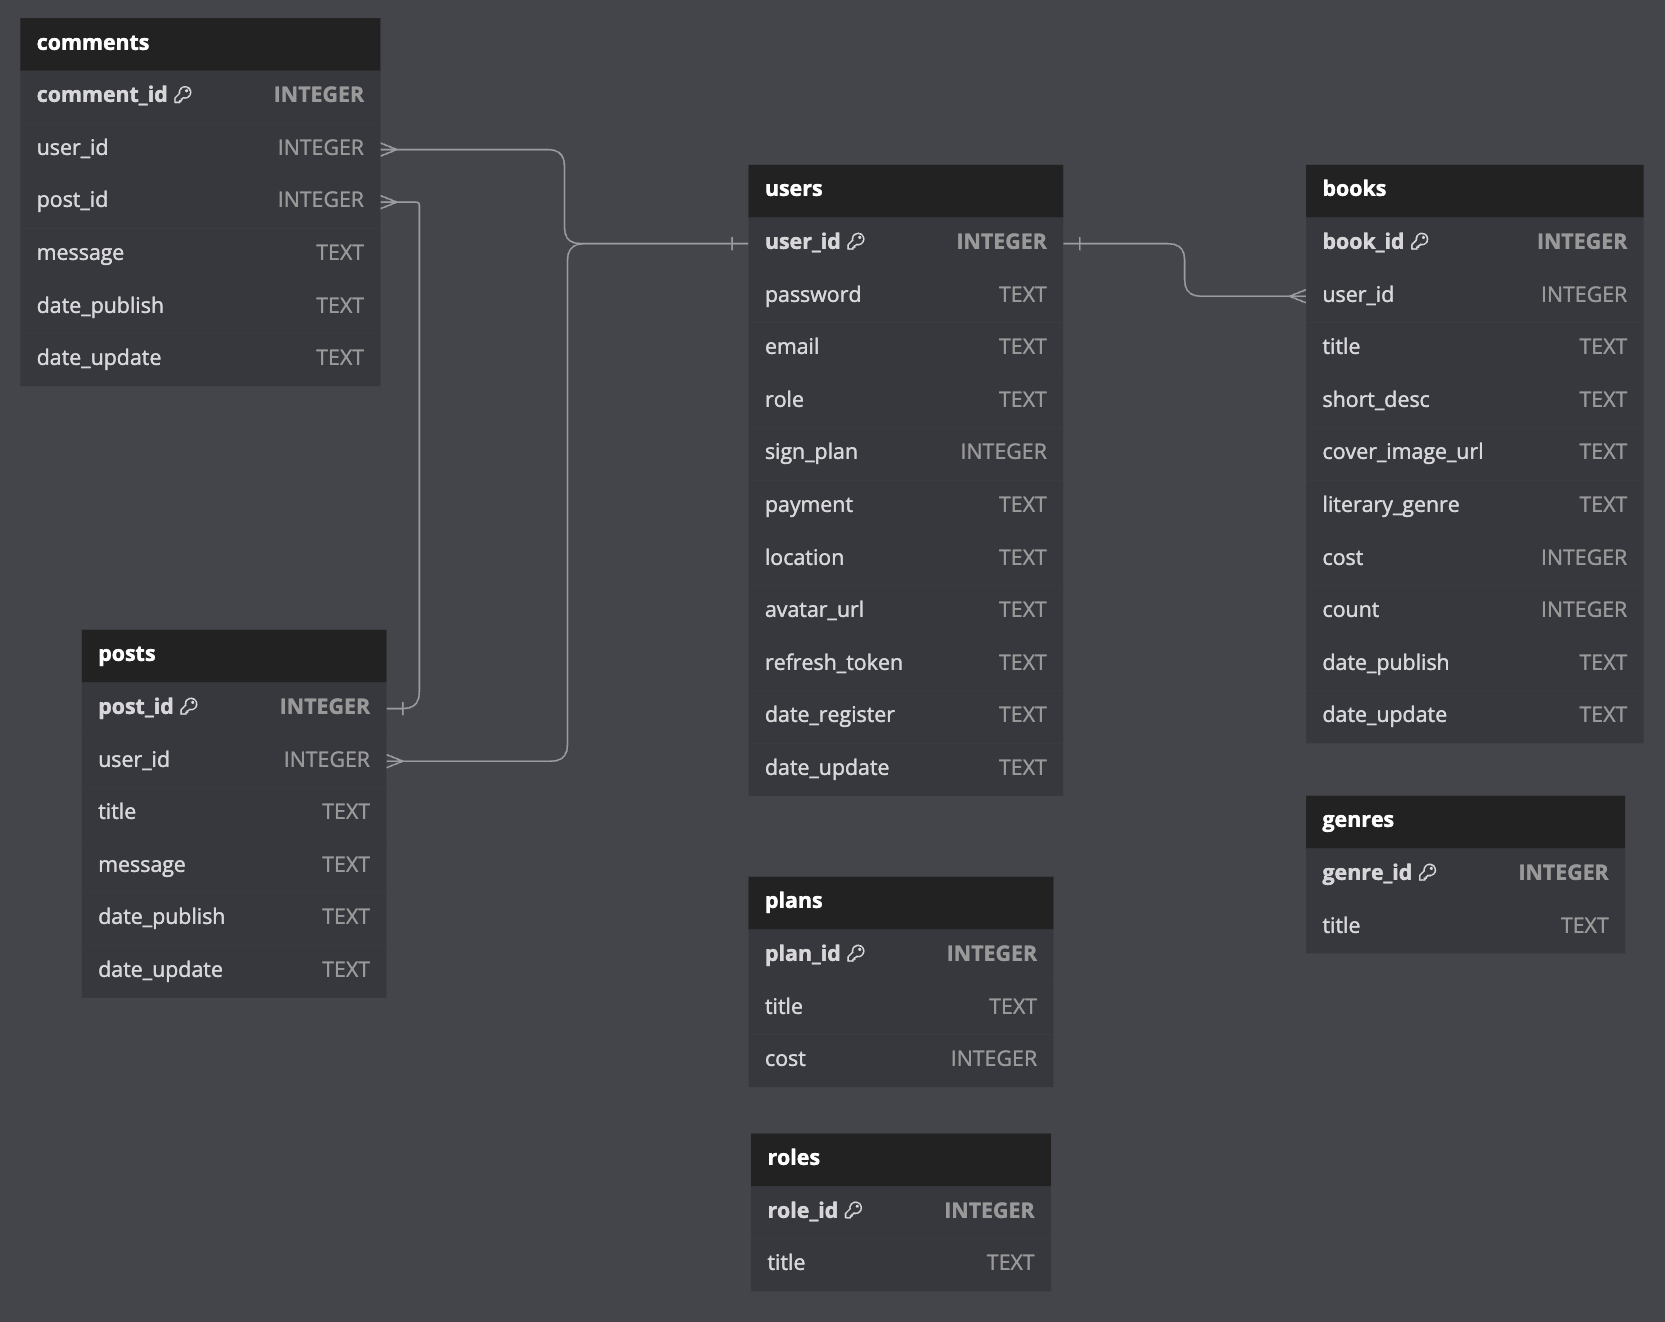 comments
comment_id INTEGER
user_id INTEGER
post_id INTEGER
message TEXT
date_publish TEXT
date_update TEXT
posts
post_id INTEGER
user_id INTEGER
title TEXT
message TEXT
date_publish TEXT
date_update TEXT
users
user_id INTEGER
password TEXT
email TEXT
role TEXT
sign_plan INTEGER
payment TEXT
location TEXT
avatar_url TEXT
refresh_token TEXT
date_register TEXT
date_update TEXT
plans
plan_id INTEGER
title TEXT
cost INTEGER
roles
role_id INTEGER
title TEXT
books
book_id INTEGER
user_id INTEGER
title TEXT
short_desc TEXT
cover_image_url TEXT
literary_genre TEXT
cost INTEGER
count INTEGER
date_publish TEXT
date_update TEXT
genres
genre_id INTEGER
title TEXT